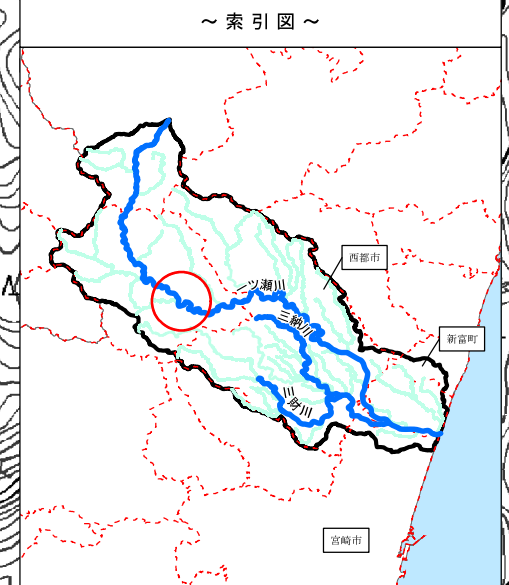 ～索引図～
西都市
一ツ瀬川
三納川
新富町
三財川
宮崎市